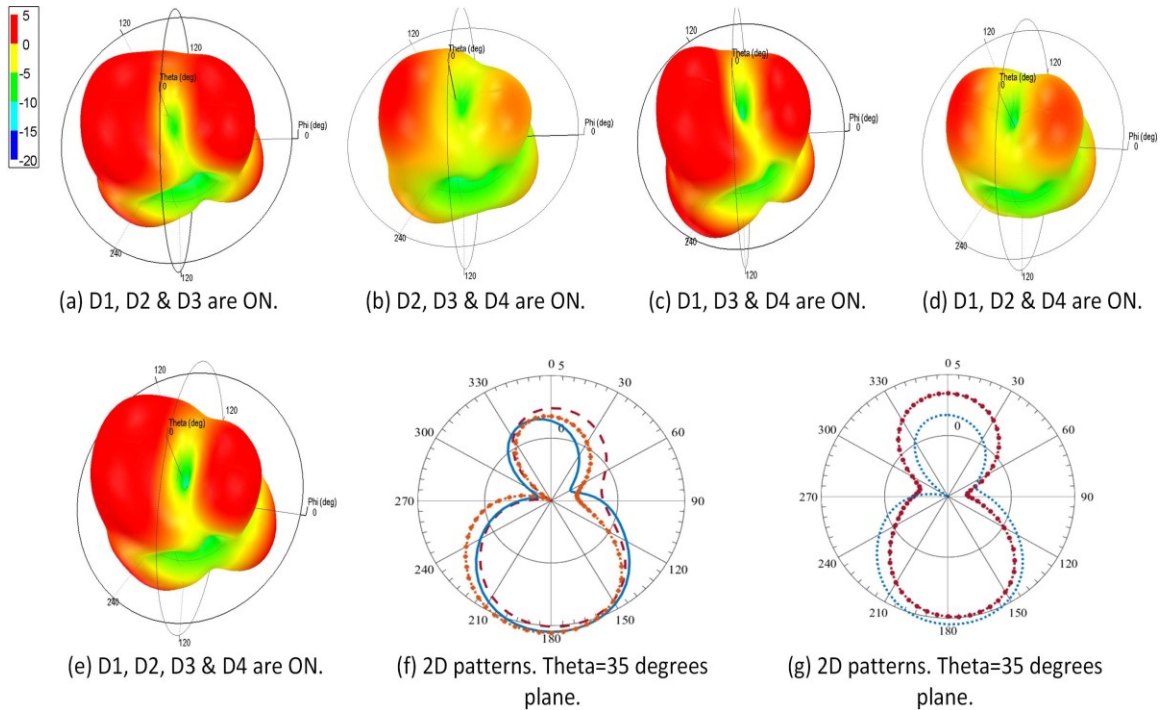 5
0
-5
-10
-15
-20
120
120
Theta (deg)
0
Phi (deg)
0
240
120
(a) D1, D2 & D3 are ON.
120
120
Theta (deg)
0
Phi (deg)
0
240
120
(b) D2, D3 & D4 are ON.
120
120
Theta (deg)
0
Phi (deg)
0
240
120
(c) D1, D3 & D4 are ON.
120
120
Theta (deg)
0
Phi (deg)
0
240
120
(d) D1, D2 & D4 are ON.
120
120
Theta (deg)
0
Phi (deg)
0
240
120
(e) D1, D2, D3 & D4 are ON.
0 5
330 30
300 0 60
270 90
240 120
210 150
180
(f) 2D patterns. Theta=35 degrees
plane.
0 5
330 30
300 0 60
270 90
240 120
210 150
180
(g) 2D patterns. Theta=35 degrees
plane.